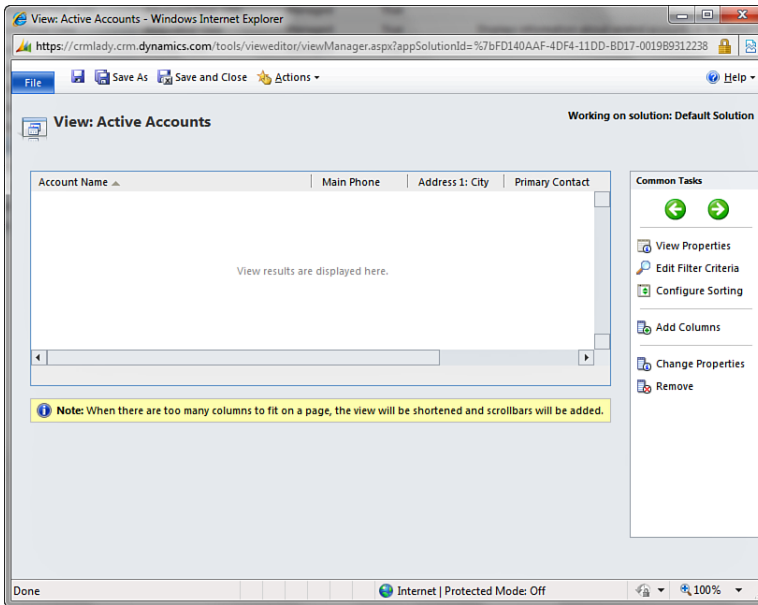 View: Active Accounts - Windows Internet Explorer
https://crmlady.crm.dynamics.com/tools/vieweditor/viewManager.aspx?appSolutionId=%7bFD140AAF-4DF4-11DD-BD17-0019B9312238
File Save As Save and Close Actions Help
View: Active Accounts
Working on solution: Default Solution
Account Name Main Phone Address 1: City Primary Contact
View results are displayed here.
Note: When there are too many columns to fit on a page, the view will be shortened and scrollbars will be added.
Common Tasks
View Properties
Edit Filter Criteria
Configure Sorting
Add Columns
Change Properties
Remove
Done Internet | Protected Mode: Off 100%